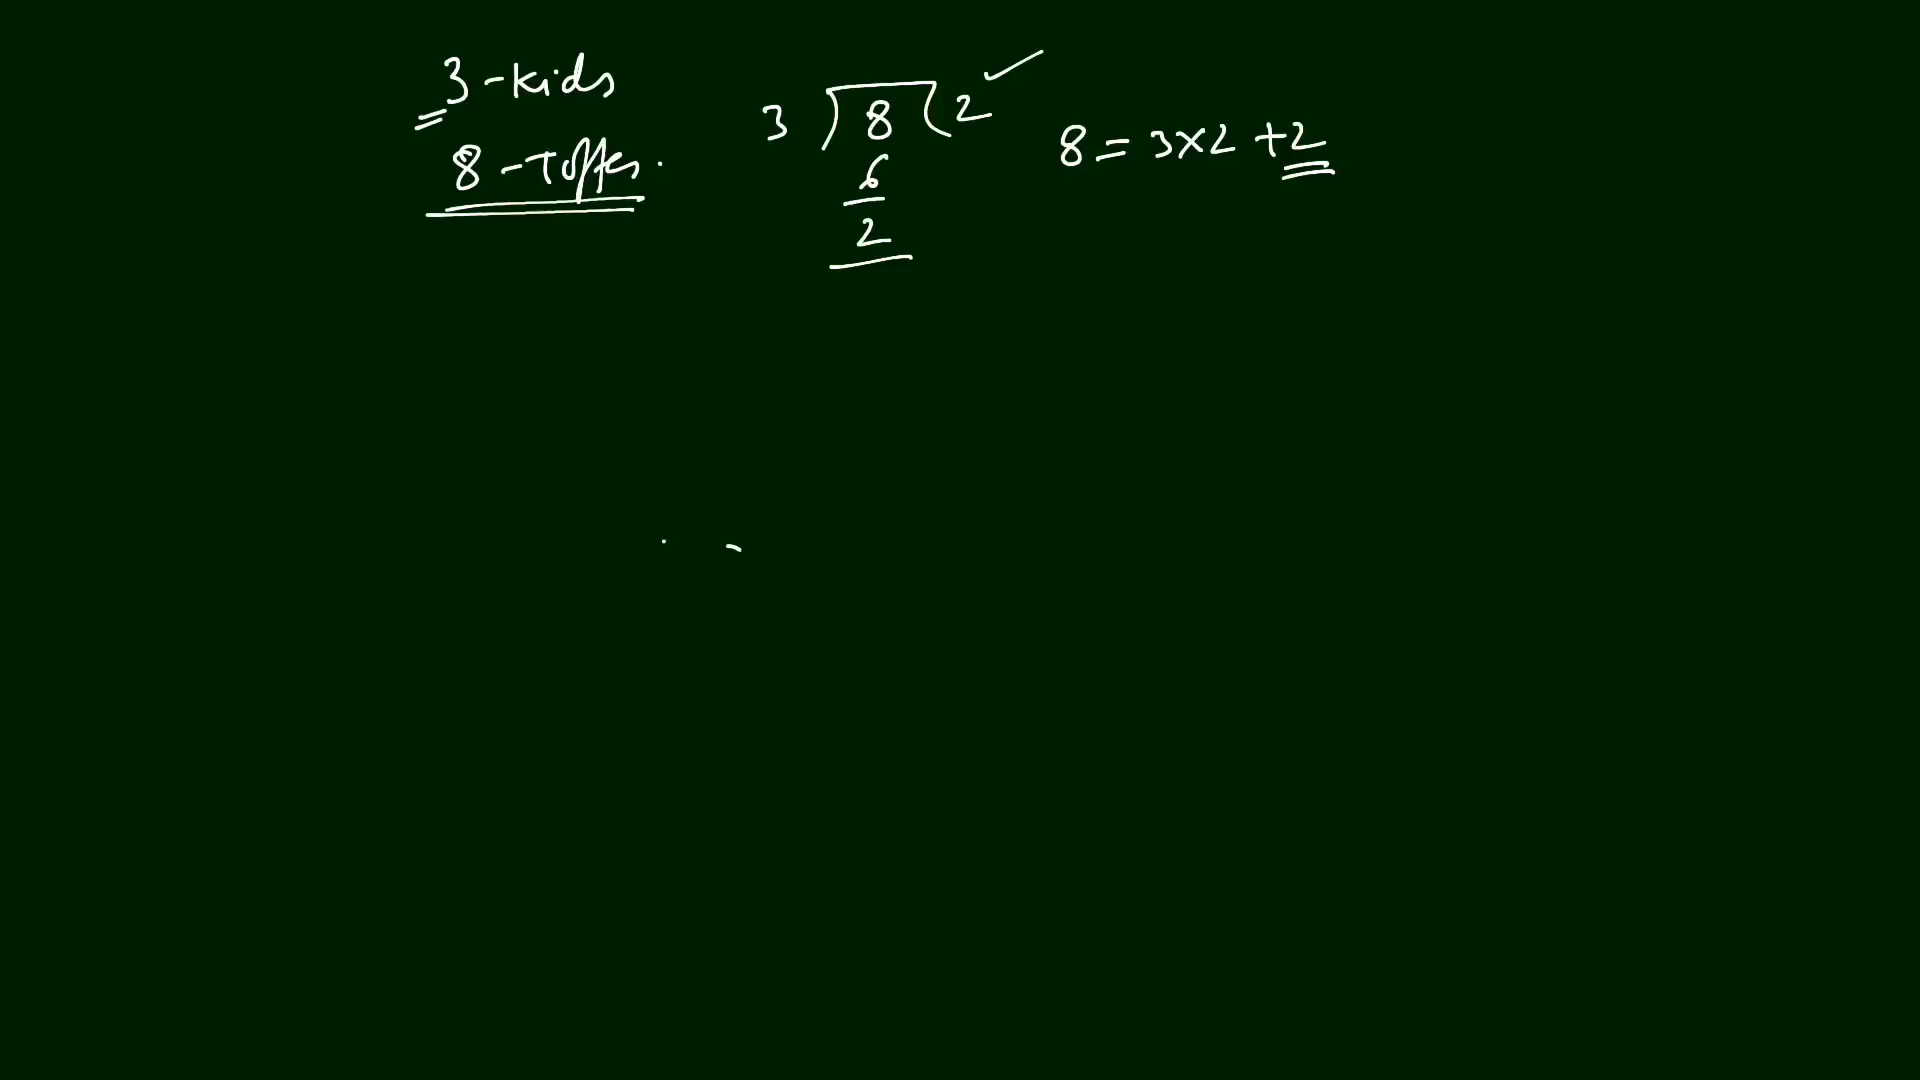 3-kids
8-Toffes.
3 ) 8 ( 2 ✓
6
2
8 = 3×2 + 2